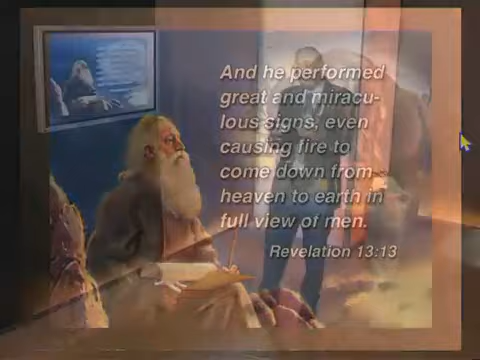 And he performed
great and miracu-
lous signs, even
causing fire to
come down from
heaven to earth in
full view of men.
Revelation 13:13